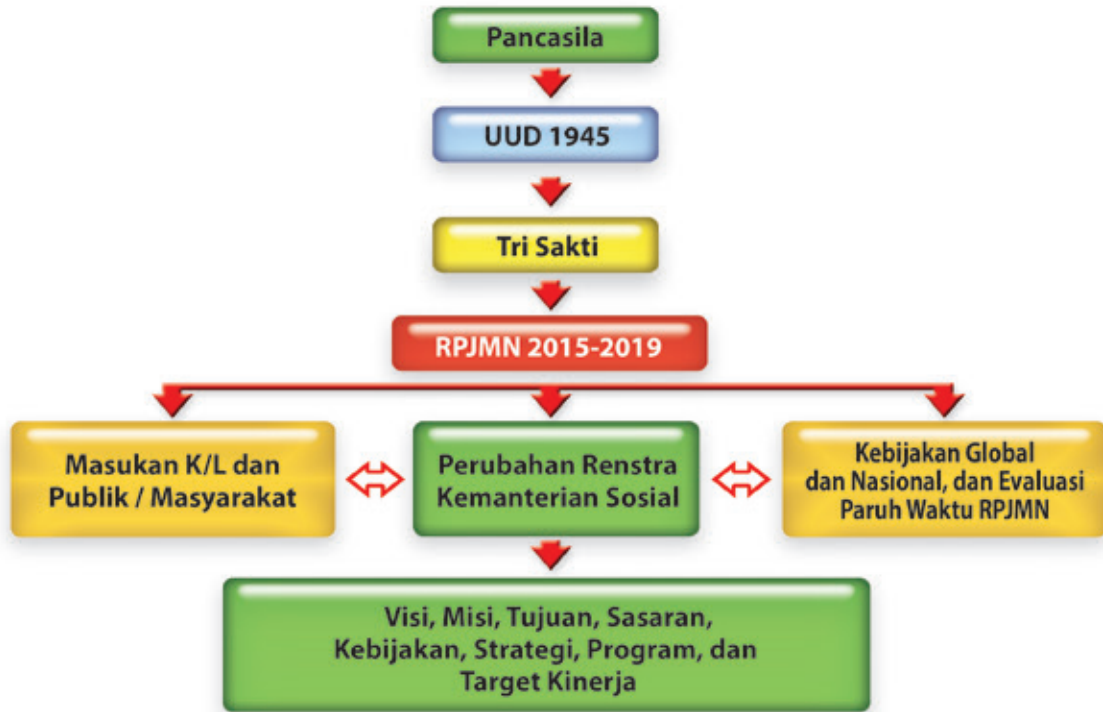 Pancasila
UUD 1945
Tri Sakti
RPJMN 2015-2019
Masukan K/L dan
Publik / Masyarakat
Perubahan Renstra
Kemanterian Sosial
Kebijakan Global
dan Nasional, dan Evaluasi
Paruh Waktu RPJMN
Visi, Misi, Tujuan, Sasaran,
Kebijakan, Strategi, Program, dan
Target Kinerja